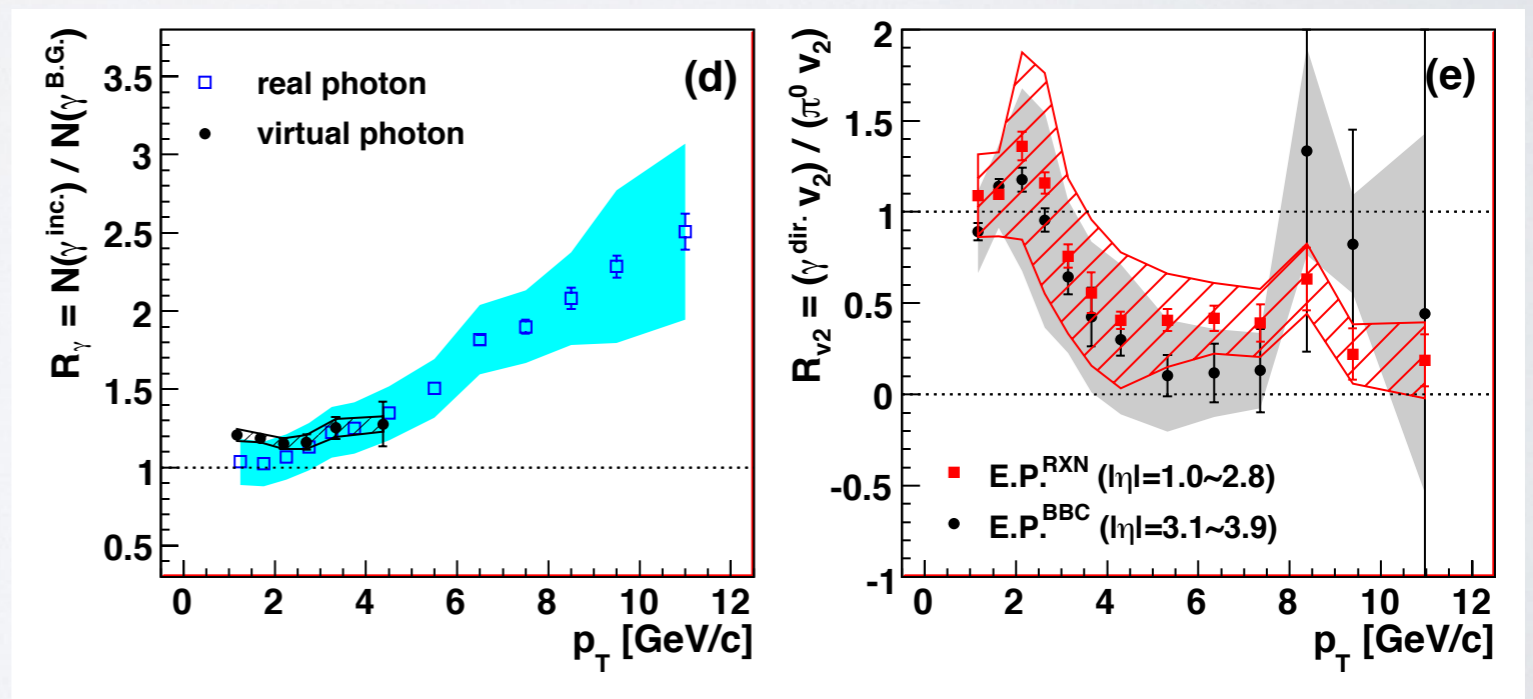 R_γ = N(γ^inc.) / N(γ^B.G.)
3.5
3
2.5
2
1.5
1
0.5
real photon
virtual photon
(d)
0 2 4 6 8 10 12
p_T [GeV/c]
R_v2 = (γ^dir. v_2) / (π^0 v_2)
2
1.5
1
0.5
0
-0.5
-1
(e)
E.P.^RXN (|η|=1.0~2.8)
E.P.^BBC (|η|=3.1~3.9)
0 2 4 6 8 10 12
p_T [GeV/c]